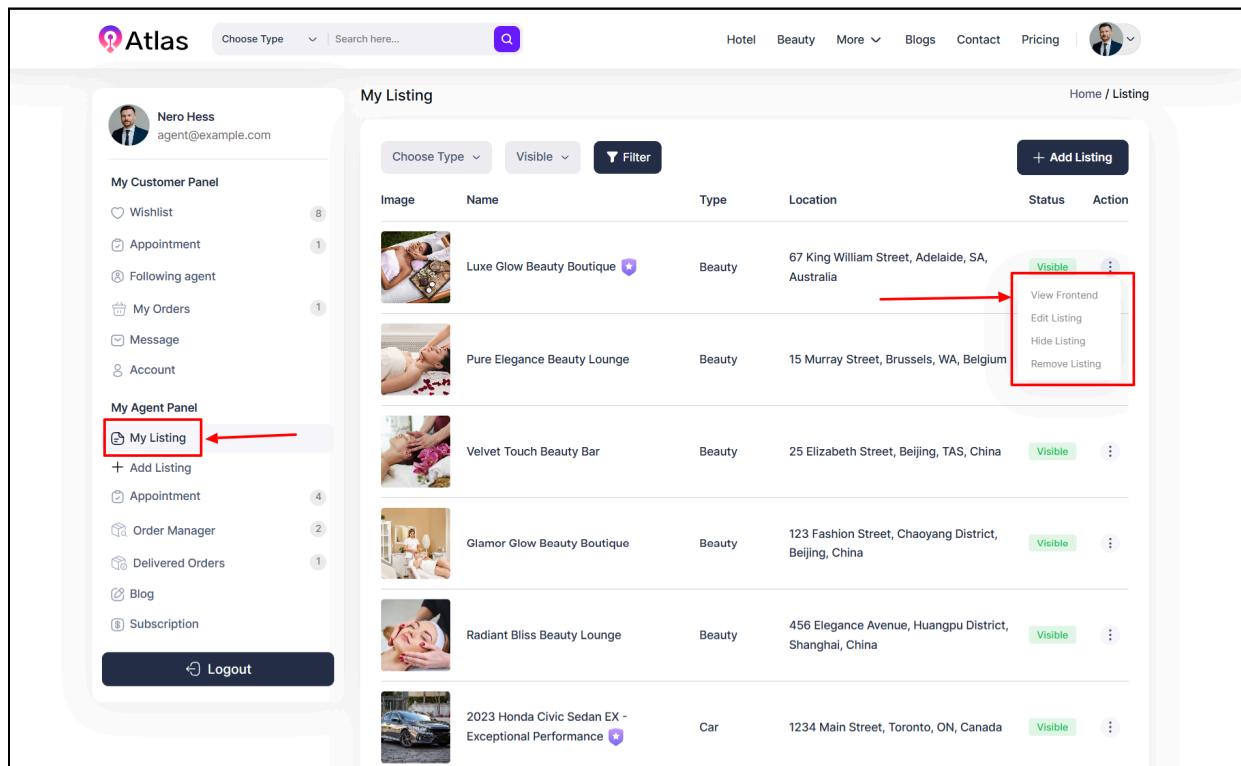 Atlas
Choose Type
Search here...
Hotel
Beauty
More
Blogs
Contact
Pricing
Nero Hess
agent@example.com
My Customer Panel
Wishlist 8
Appointment 1
Following agent
My Orders 1
Message
Account
My Agent Panel
My Listing
Add Listing
Appointment 4
Order Manager 2
Delivered Orders 1
Blog
Subscription
Logout
My Listing
Home / Listing
Choose Type
Visible
Filter
+ Add Listing
Image Name Type Location Status Action
Luxe Glow Beauty Boutique
Beauty
67 King William Street, Adelaide, SA,
Australia
Visible
View Frontend
Edit Listing
Hide Listing
Remove Listing
Pure Elegance Beauty Lounge
Beauty
15 Murray Street, Brussels, WA, Belgium
Velvet Touch Beauty Bar
Beauty
25 Elizabeth Street, Beijing, TAS, China
Visible
Glamor Glow Beauty Boutique
Beauty
123 Fashion Street, Chaoyang District,
Beijing, China
Visible
Radiant Bliss Beauty Lounge
Beauty
456 Elegance Avenue, Huangpu District,
Shanghai, China
Visible
2023 Honda Civic Sedan EX -
Exceptional Performance
Car
1234 Main Street, Toronto, ON, Canada
Visible